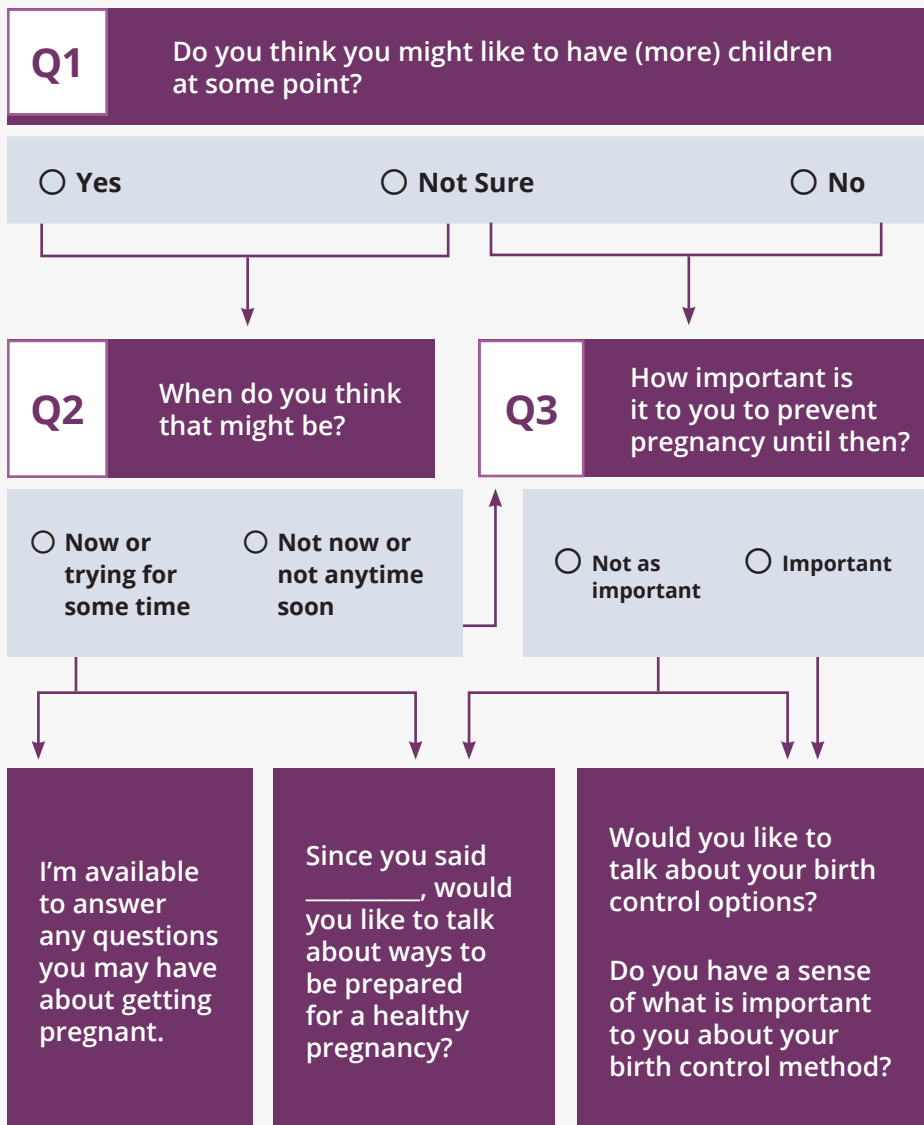 Q1
Do you think you might like to have (more) children
at some point?
Yes
Not Sure
No
Q2
When do you think
that might be?
Q3
How important is
it to you to prevent
pregnancy until then?
Now or
trying for
some time
Not now or
not anytime
soon
Not as
important
Important
I’m available
to answer
any questions
you may have
about getting
pregnant.
Since you said
_________, would
you like to talk
about ways to
be prepared
for a healthy
pregnancy?
Would you like to
talk about your birth
control options?
Do you have a sense
of what is important
to you about your
birth control method?